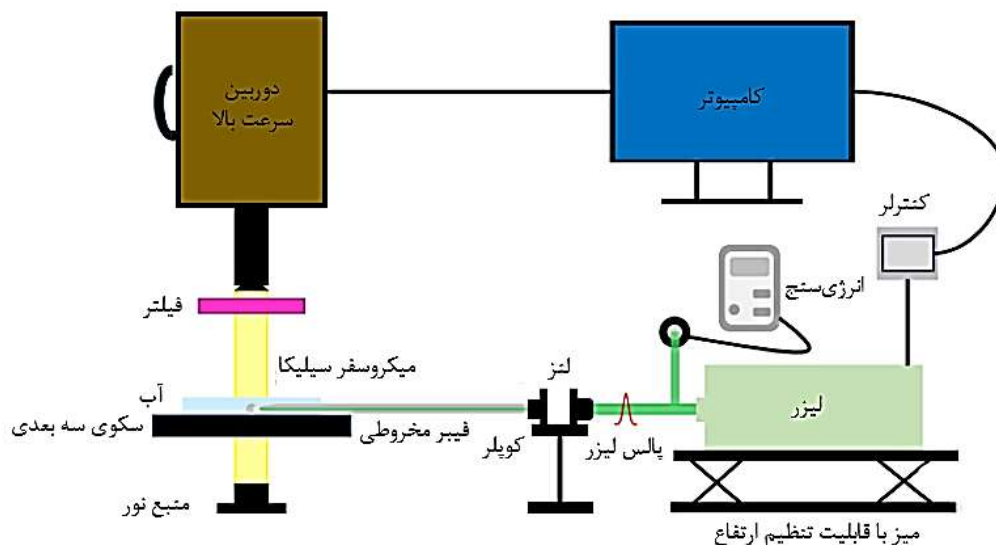 دوربین
سرعت بالا
کامپیوتر
کنترلر
انرژی‌سنج
فیلتر
میکروسفر سیلیکا
لنز
لیزر
آب
سکوی سه بعدی
فیبر مخروطی
کوپلر
پالس لیزر
منبع نور
میز با قابلیت تنظیم ارتفاع